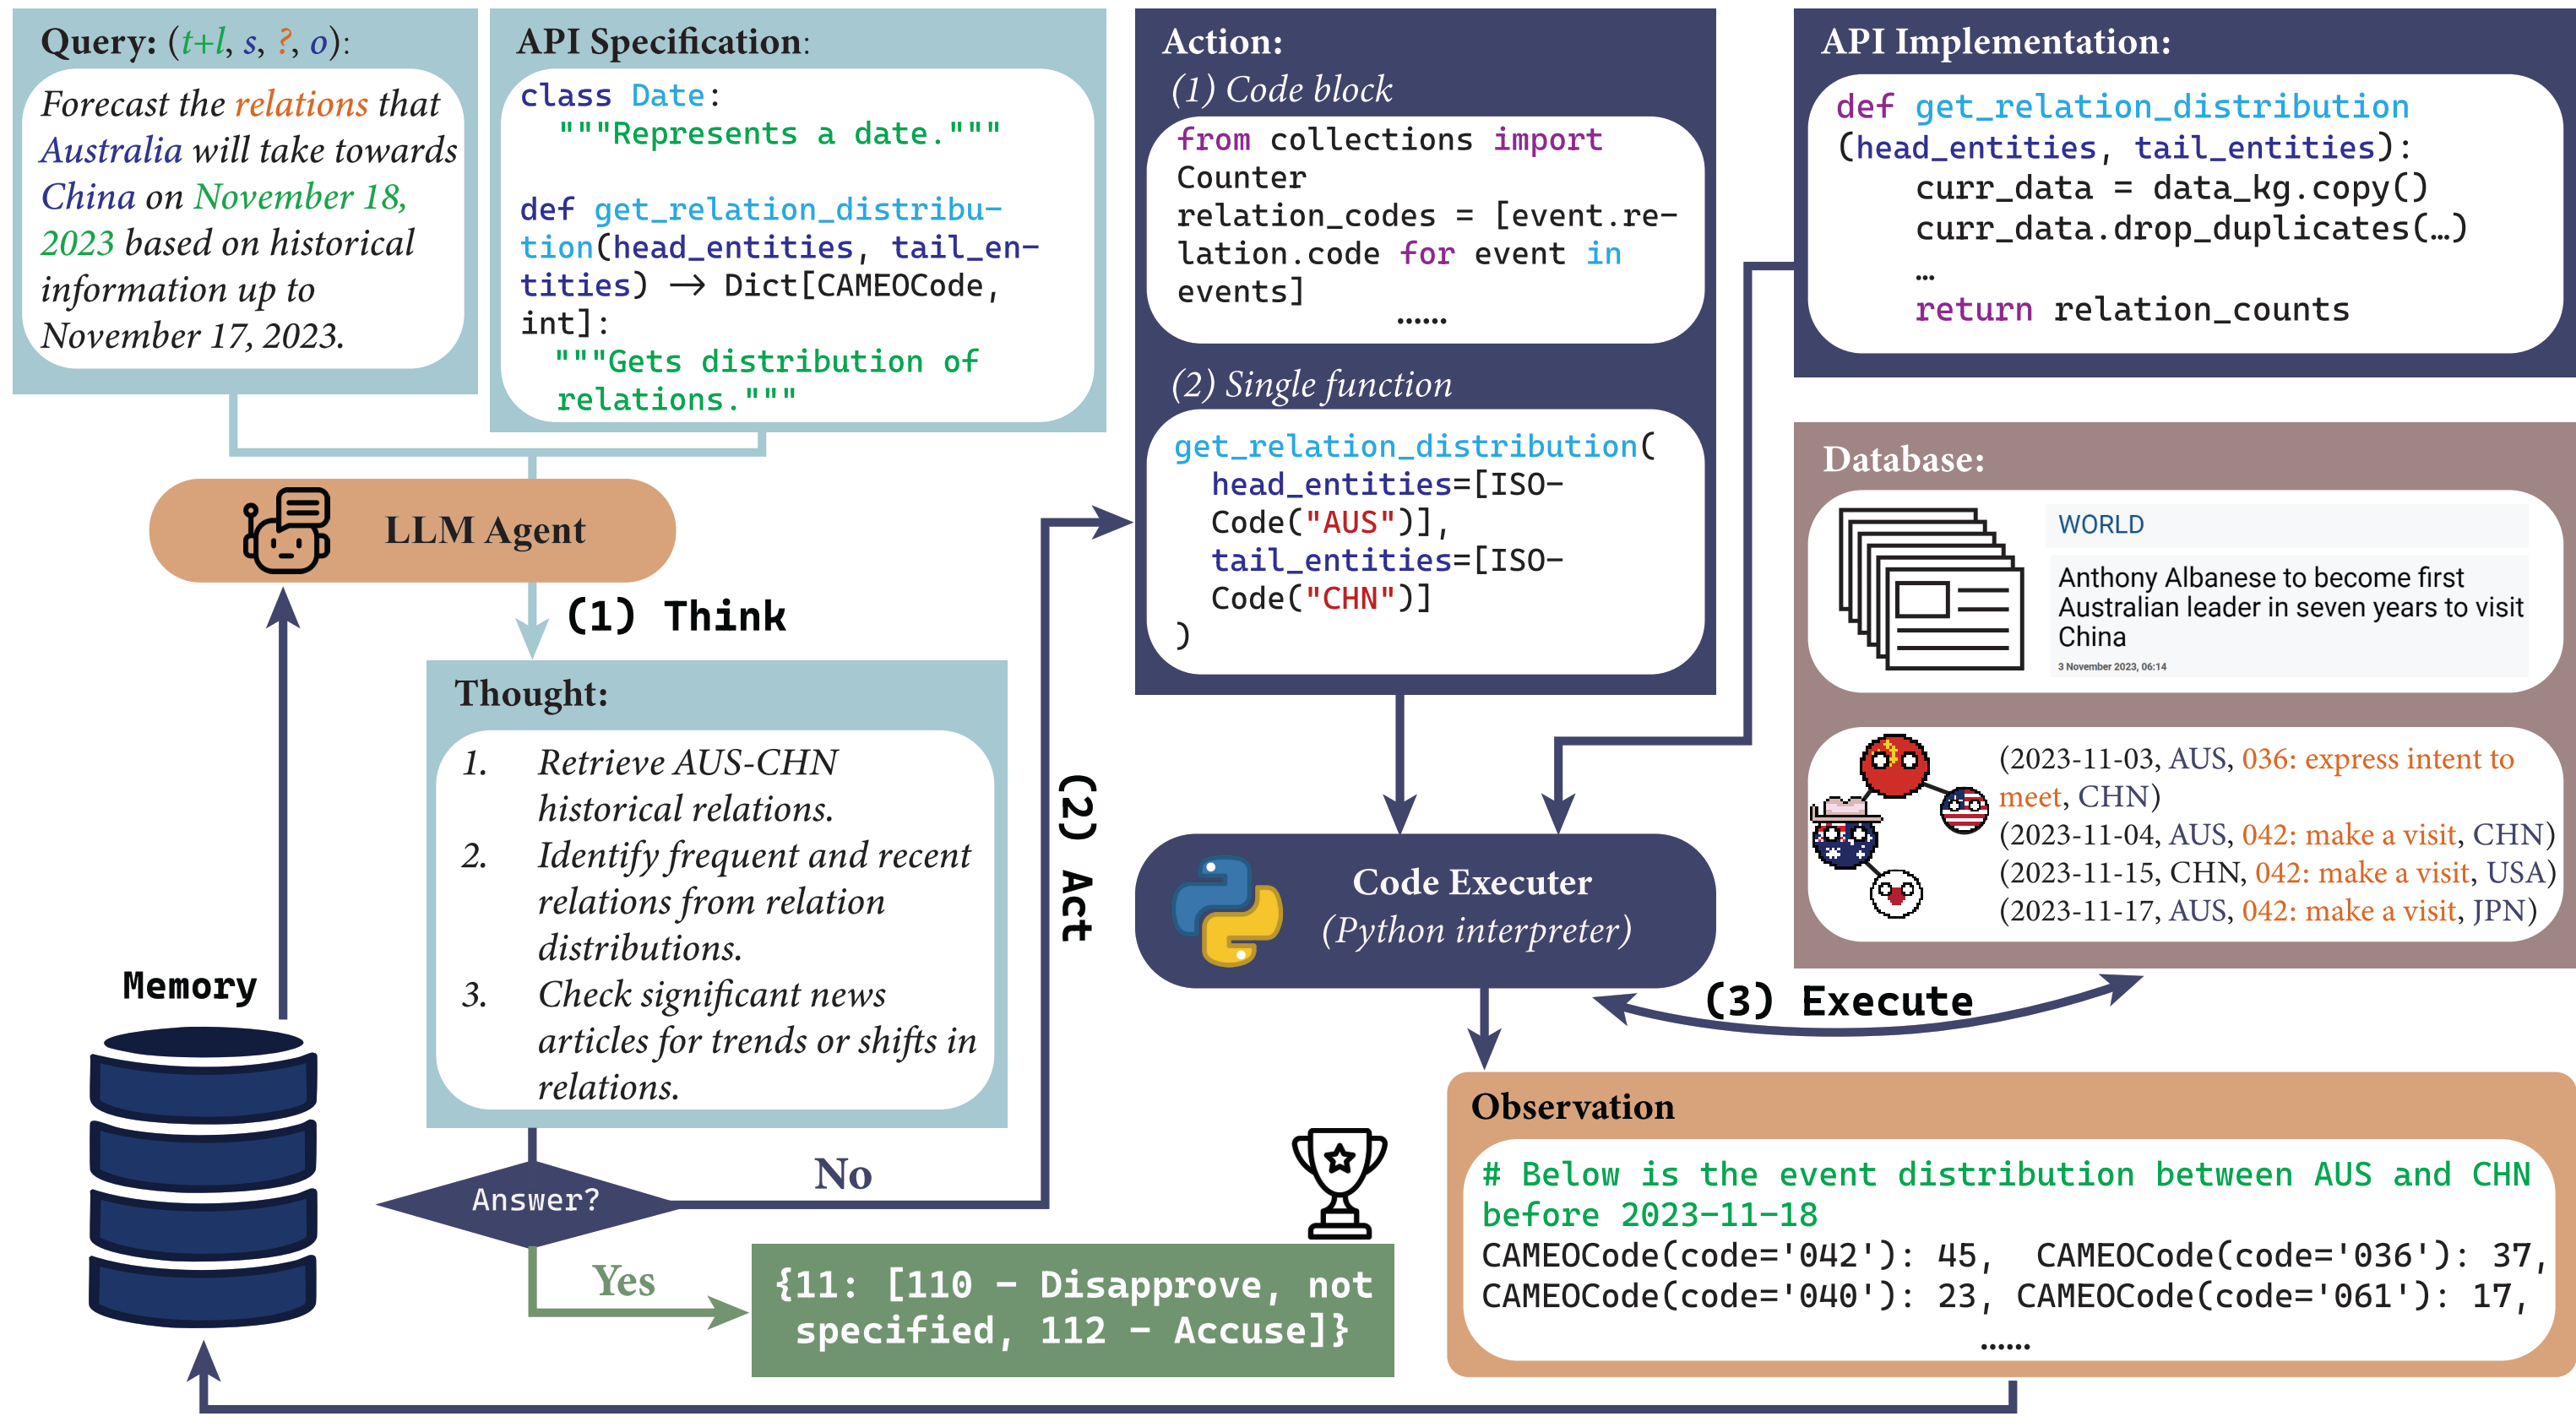 Query: (t+l, s, ?, o):
Forecast the relations that
Australia will take towards
China on November 18,
2023 based on historical
information up to
November 17, 2023.
API Specification:
class Date:
"""Represents a date."""
def get_relation_distribu-
tion(head_entities, tail_en-
tities) → Dict[CAMEOCode,
int]:
"""Gets distribution of
relations."""
LLM Agent
(1) Think
Thought:
1. Retrieve AUS-CHN
historical relations.
2. Identify frequent and recent
relations from relation
distributions.
3. Check significant news
articles for trends or shifts in
relations.
Memory
Answer?
No
Yes
{11: [110 - Disapprove, not
specified, 112 - Accuse]}
(2) Act
Action:
(1) Code block
from collections import
Counter
relation_codes = [event.re-
lation.code for event in
events]
......
(2) Single function
get_relation_distribution(
head_entities=[ISO-
Code("AUS")],
tail_entities=[ISO-
Code("CHN")]
)
API Implementation:
def get_relation_distribution
(head_entities, tail_entities):
curr_data = data_kg.copy()
curr_data.drop_duplicates(…)
…
return relation_counts
Database:
WORLD
Anthony Albanese to become first
Australian leader in seven years to visit
China
3 November 2023, 06:14
(2023-11-03, AUS, 036: express intent to
meet, CHN)
(2023-11-04, AUS, 042: make a visit, CHN)
(2023-11-15, CHN, 042: make a visit, USA)
(2023-11-17, AUS, 042: make a visit, JPN)
Code Executer
(Python interpreter)
(3) Execute
Observation
# Below is the event distribution between AUS and CHN
before 2023-11-18
CAMEOCode(code='042'): 45, CAMEOCode(code='036'): 37,
CAMEOCode(code='040'): 23, CAMEOCode(code='061'): 17,
......